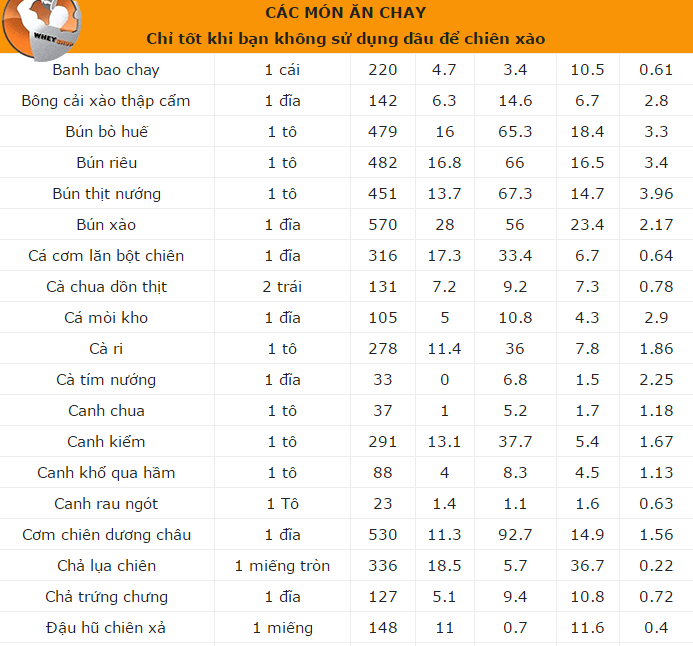 CÁC MÓN ĂN CHAY
Chỉ tốt khi bạn không sử dụng dầu để chiên xào
WHEY SHOP
Banh bao chay 1 cái 220 4.7 3.4 10.5 0.61
Bông cải xào thập cẩm 1 đĩa 142 6.3 14.6 6.7 2.8
Bún bò huế 1 tô 479 16 65.3 18.4 3.3
Bún riêu 1 tô 482 16.8 66 16.5 3.4
Bún thịt nướng 1 tô 451 13.7 67.3 14.7 3.96
Bún xào 1 đĩa 570 28 56 23.4 2.17
Cá cơm lăn bột chiên 1 đĩa 316 17.3 33.4 6.7 0.64
Cà chua dồn thịt 2 trái 131 7.2 9.2 7.3 0.78
Cá mòi kho 1 đĩa 105 5 10.8 4.3 2.9
Cà ri 1 tô 278 11.4 36 7.8 1.86
Cà tím nướng 1 đĩa 33 0 6.8 1.5 2.25
Canh chua 1 tô 37 1 5.2 1.7 1.18
Canh kiểm 1 tô 291 13.1 37.7 5.4 1.67
Canh khổ qua hầm 1 tô 88 4 8.3 4.5 1.13
Canh rau ngót 1 Tô 23 1.4 1.1 1.6 0.63
Cơm chiên dương châu 1 đĩa 530 11.3 92.7 14.9 1.56
Chả lụa chiên 1 miếng tròn 336 18.5 5.7 36.7 0.22
Chả trứng chưng 1 đĩa 127 5.1 9.4 10.8 0.72
Đậu hũ chiên xả 1 miếng 148 11 0.7 11.6 0.4